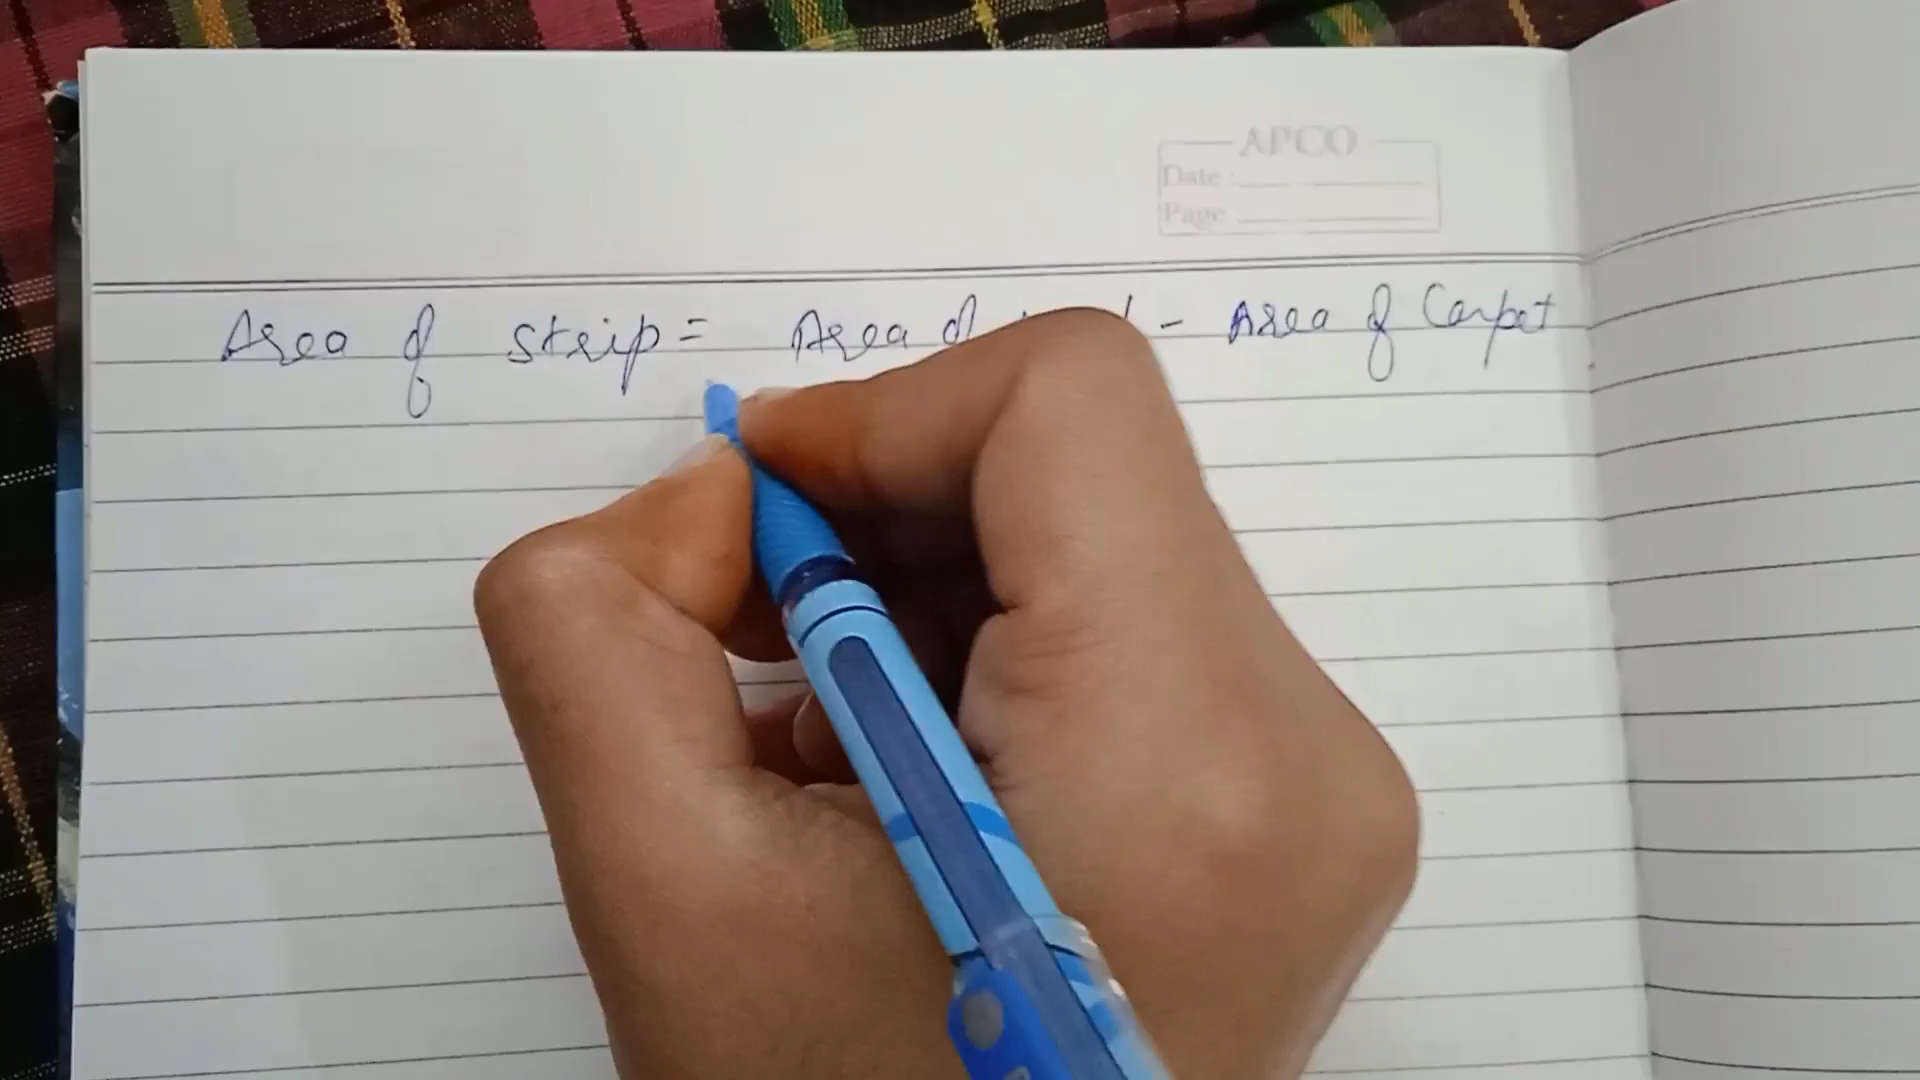 APCO
Date :
Page :
Area of strip = Area of - Area of Carpet